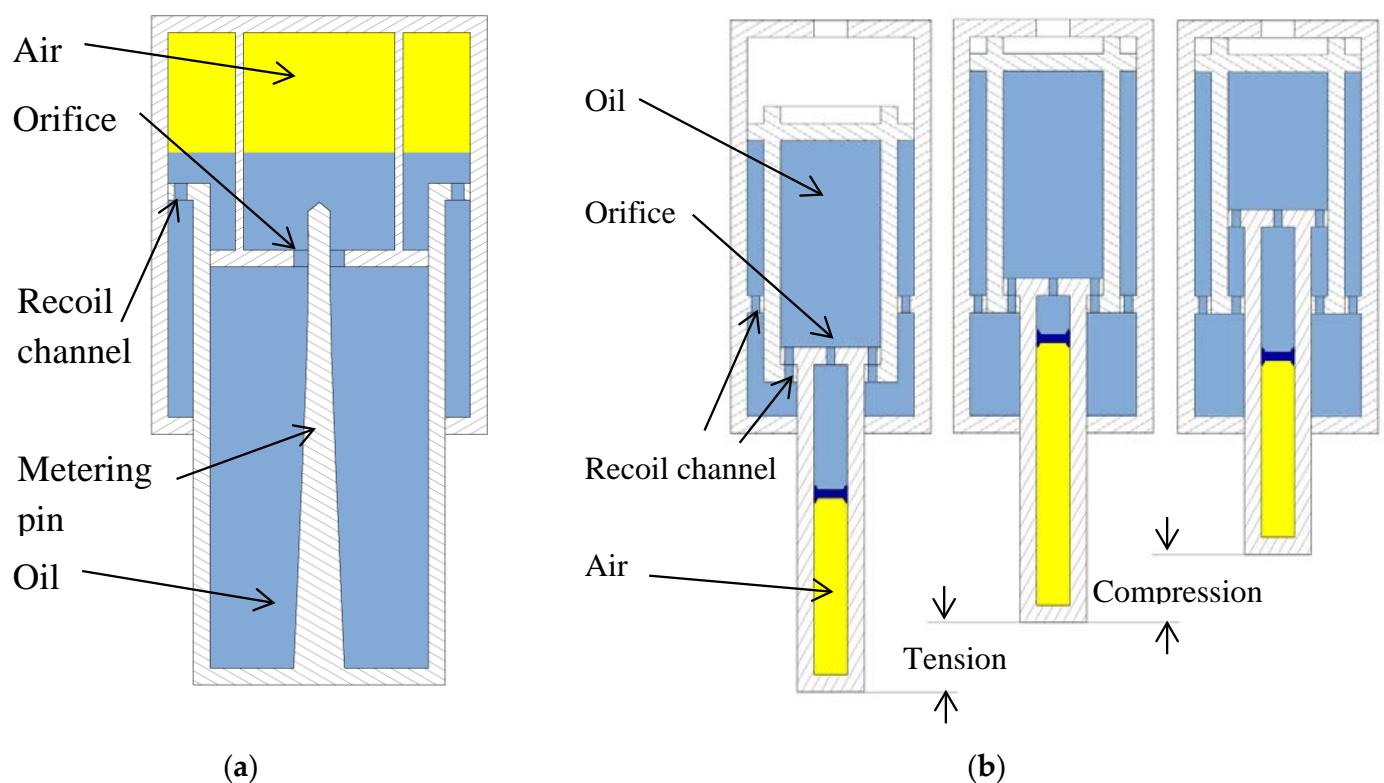 Air
Orifice
Recoil
channel
Metering
pin
Oil
(a)
Oil
Orifice
Recoil channel
Air
Tension
Compression
(b)